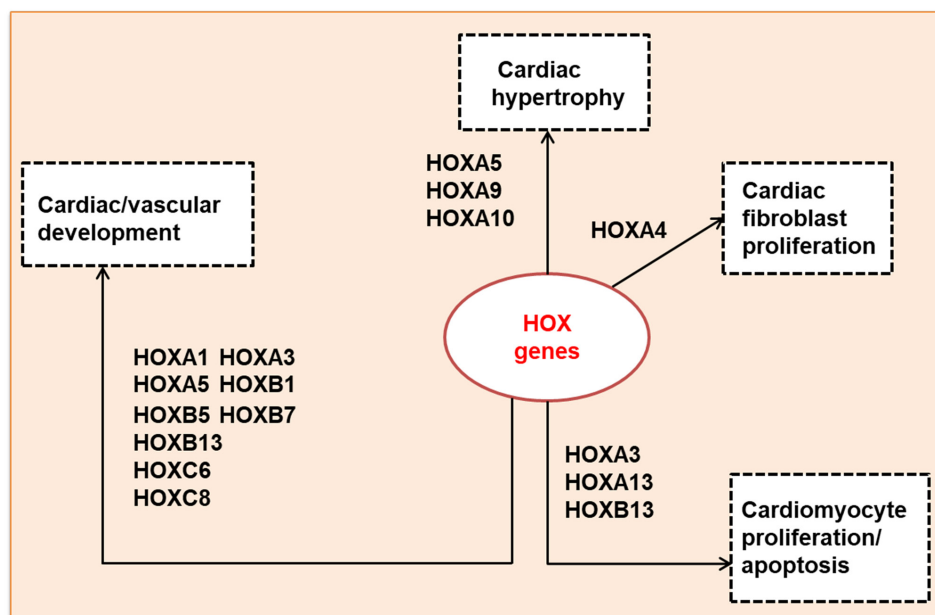 Cardiac
hypertrophy
HOXA5
HOXA9
HOXA10
Cardiac
fibroblast
proliferation
HOXA4
Cardiac/vascular
development
HOX
genes
HOXA1 HOXA3
HOXA5 HOXB1
HOXB5 HOXB7
HOXB13
HOXC6
HOXC8
HOXA3
HOXA13
HOXB13
Cardiomyocyte
proliferation/
apoptosis